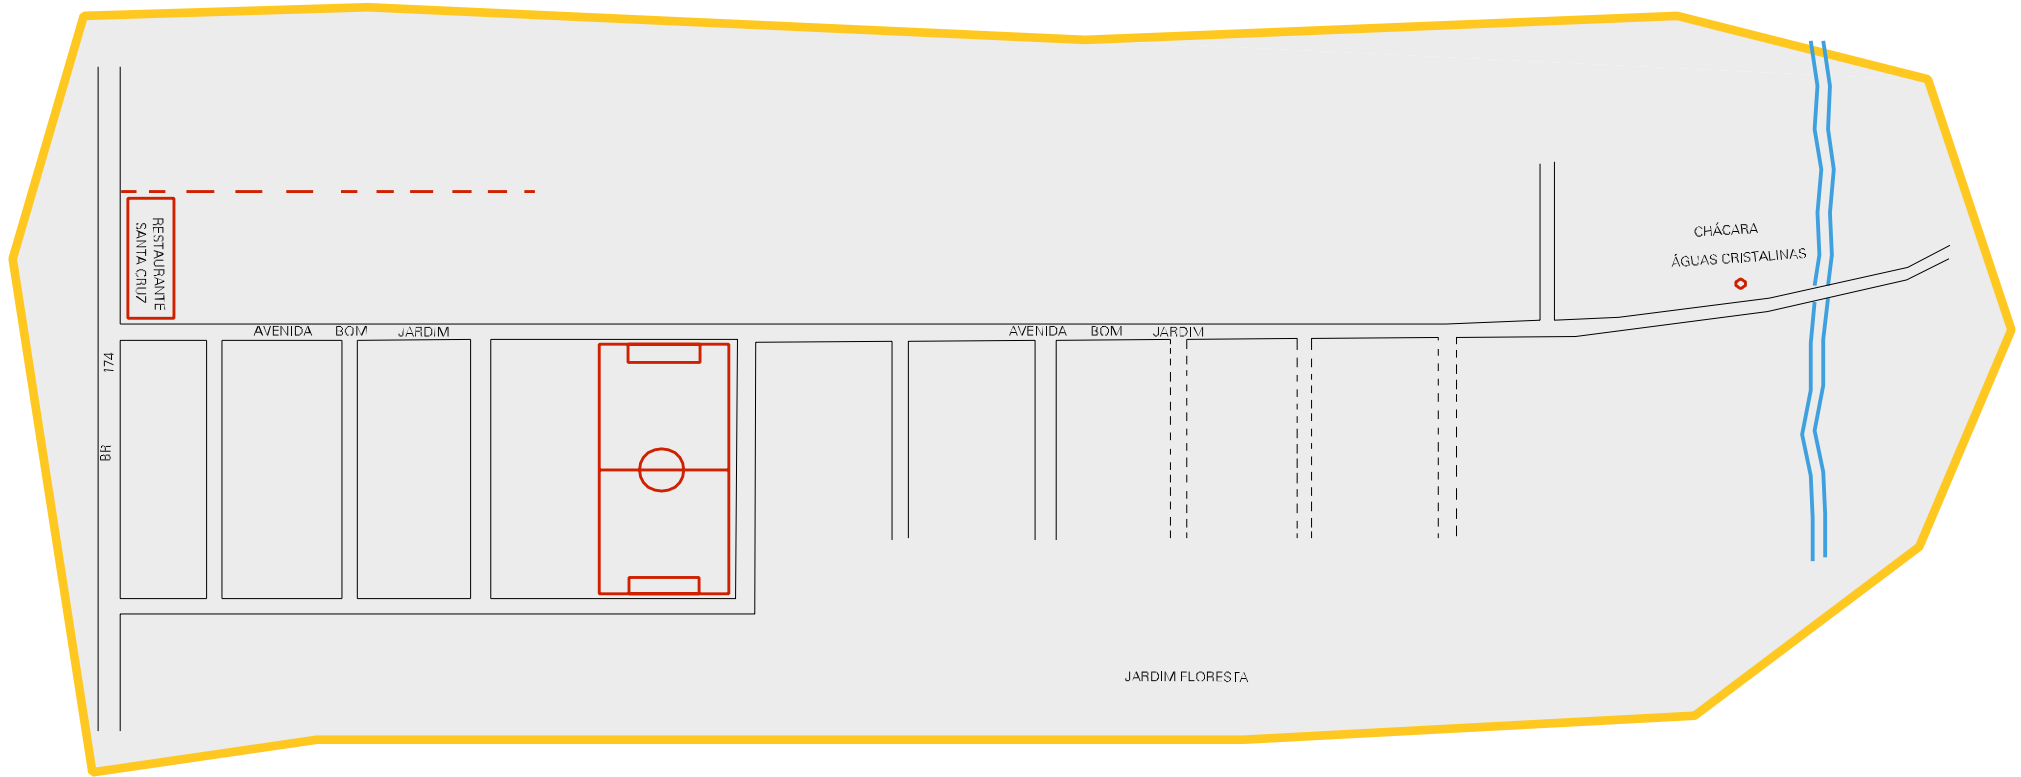 RESTAURANTE
SANTA CRUZ
CHÁCARA
ÁGUAS CRISTALINAS
AVENIDA BOM JARDIM
AVENIDA BOM JARDIM
BR 174
JARDIM FLORESTA